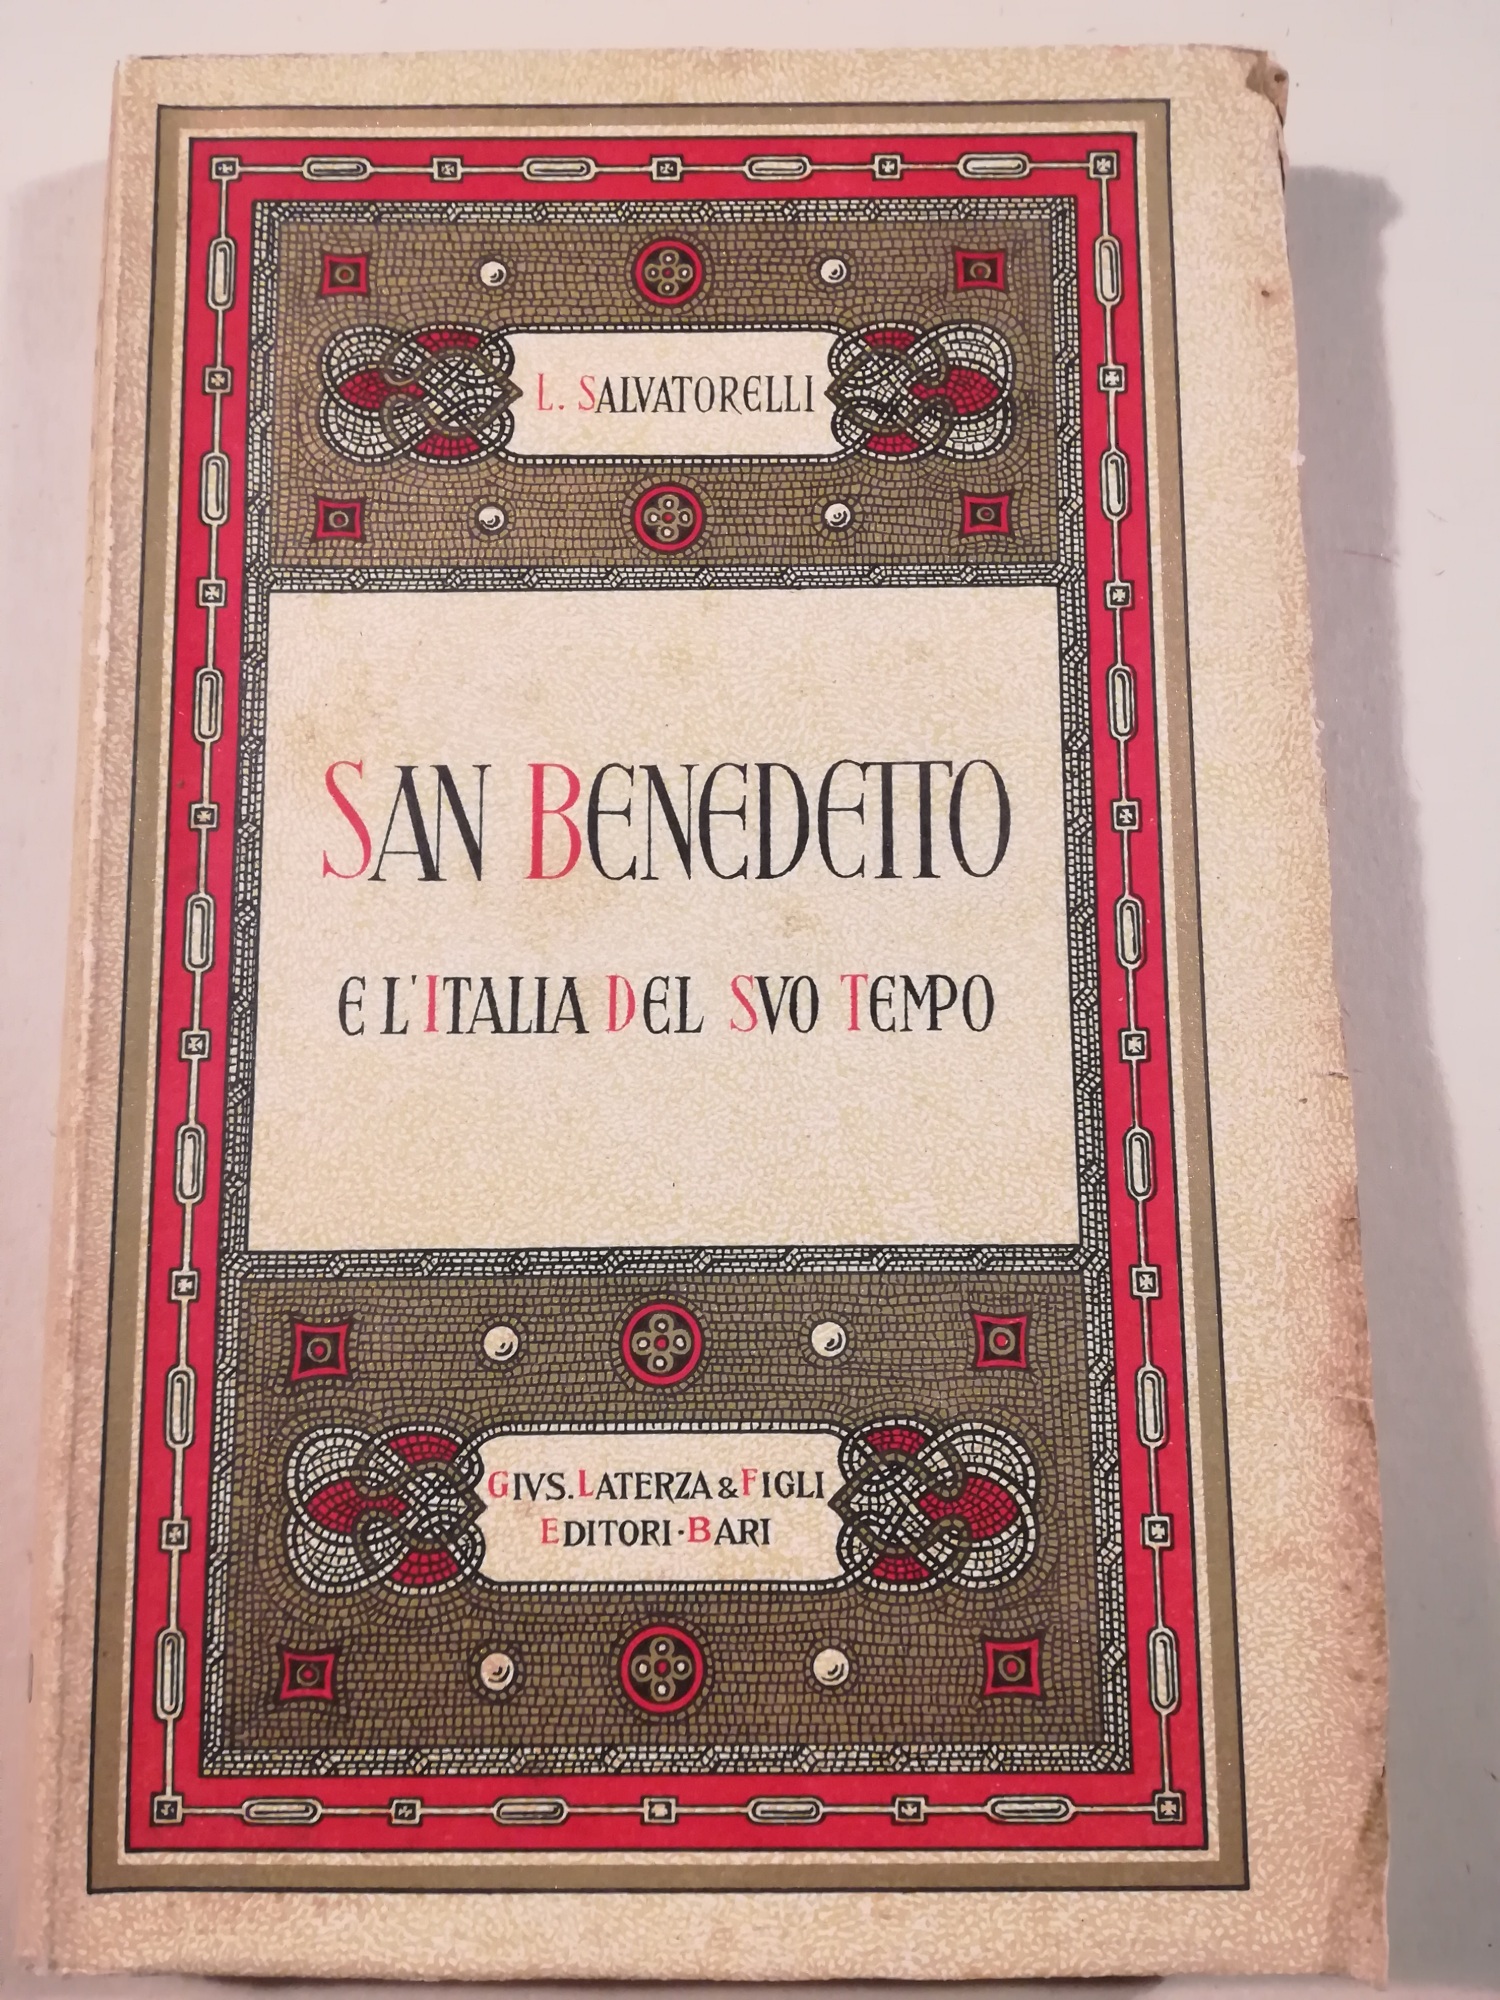 L. SALVATORELLI
SAN BENEDETTO
E L'ITALIA DEL SVO TEMPO
GIVS. LATERZA & FIGLI
EDITORI · BARI